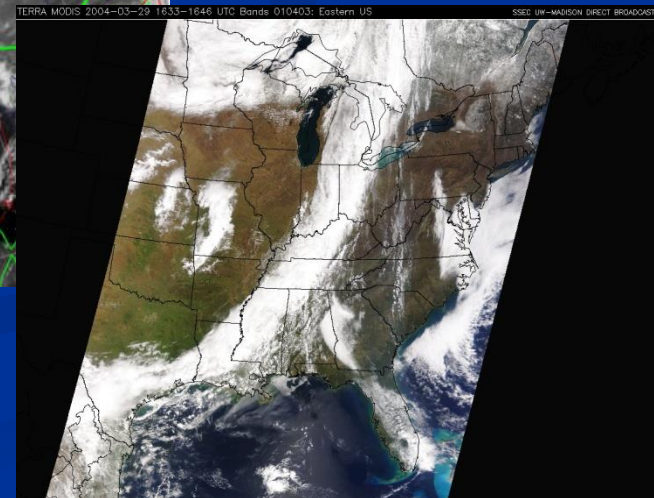 TERRA MODIS 2004-03-29 1633-1646 UTC Bands 010403: Eastern US SSEC UW-MADISON DIRECT BROADCAST